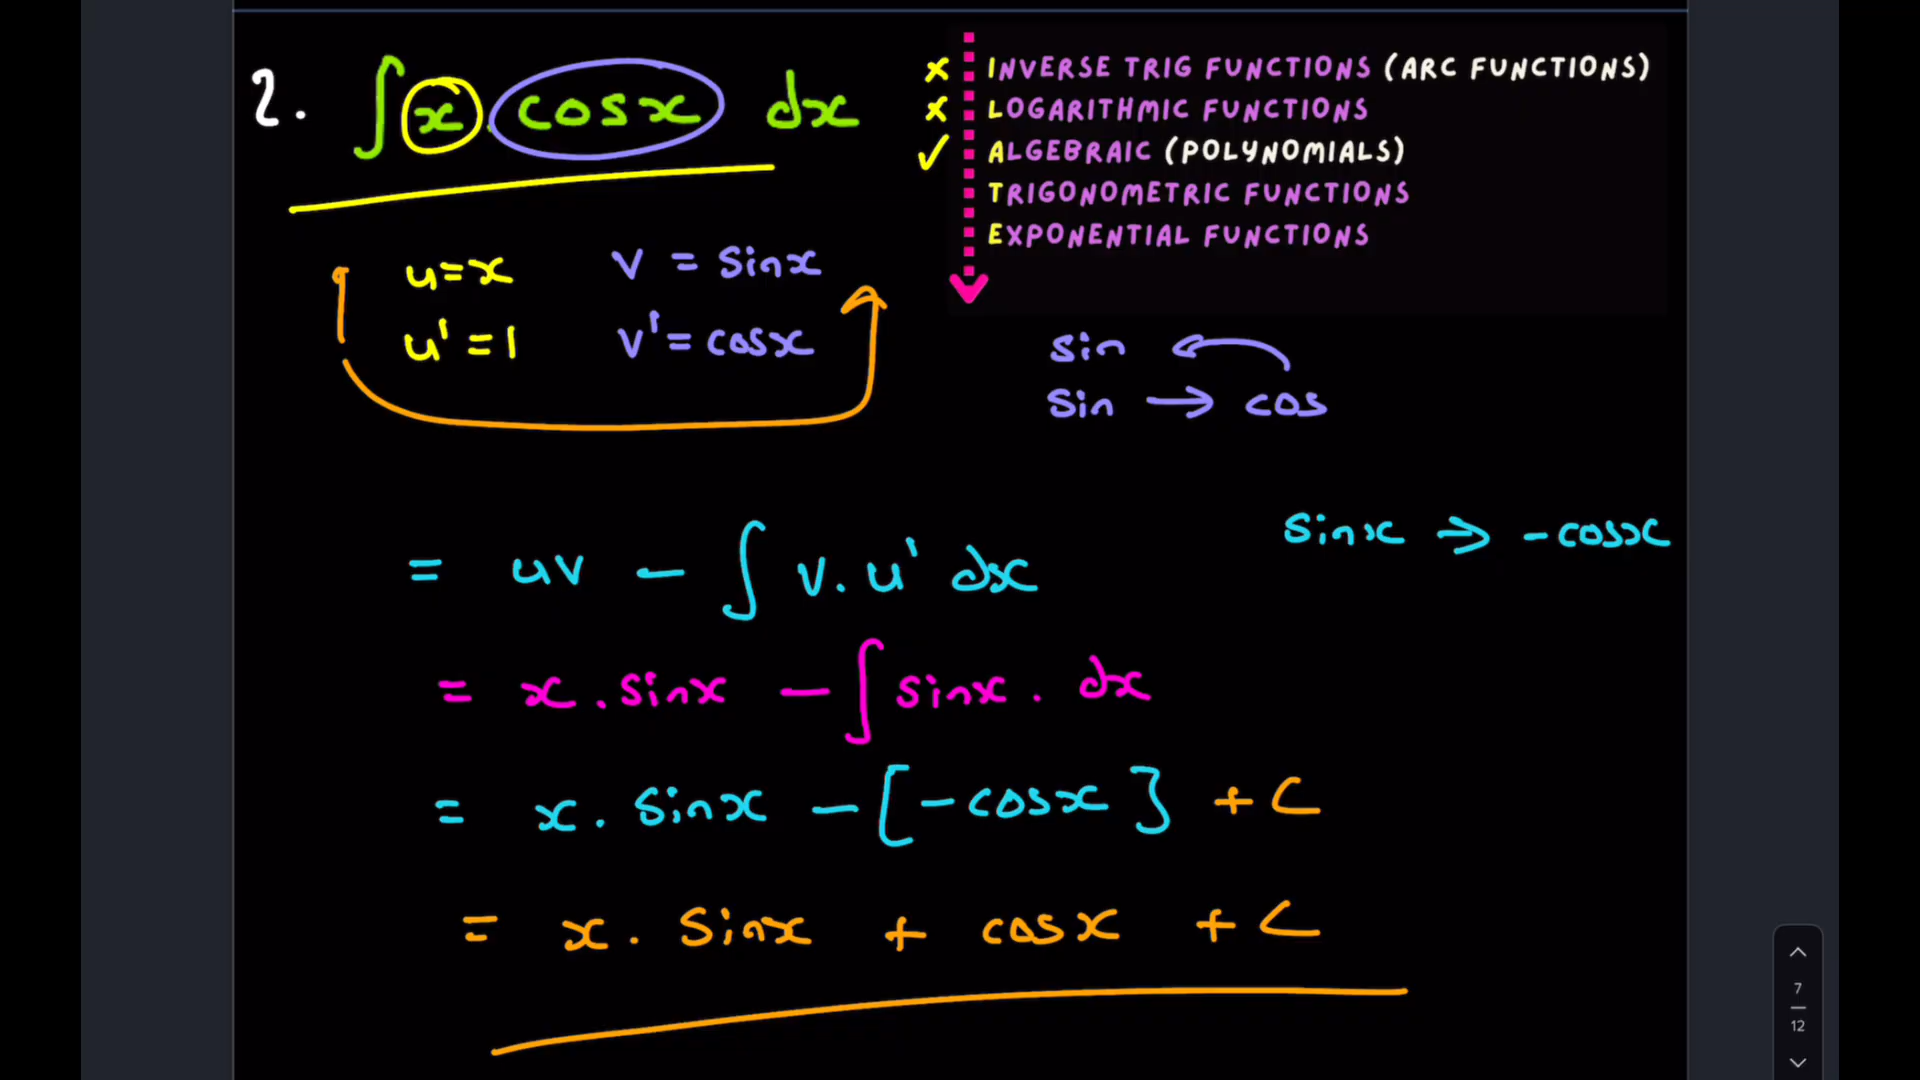 2. ∫ x cosx dx
x INVERSE TRIG FUNCTIONS (ARC FUNCTIONS)
x LOGARITHMIC FUNCTIONS
✓ ALGEBRAIC (POLYNOMIALS)
TRIGONOMETRIC FUNCTIONS
EXPONENTIAL FUNCTIONS
u=x v = sinx
u'=1 v'= cosx
sin ←
sin → cos
sinx → -cosx
= uv - ∫ v.u' dx
= x.sinx - ∫ sinx. dx
= x. sinx - [-cosx] + C
= x. sinx + cosx + C
7
12